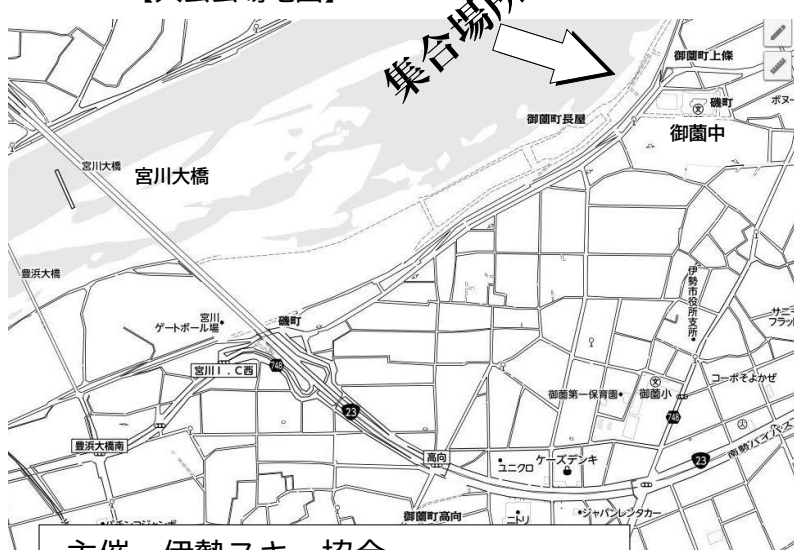 集合場所
御薗町上條
磯町
ボヌー
御薗中
御薗町長屋
宮川大橋
宮川大橋
豊浜大橋
伊勢市役所支所
宮川
ゲートボール場
磯町
サニー
フラッ
748
宮川I.C西
コーポそよかぜ
御薗第一保育園
御薗小
23
748
豊浜大橋南
高向
ユニクロ
ケーズデンキ
23
南勢バイパス
御薗町高向
ニトリ
ジャパンレンタカー
主催 伊勢スキー協会